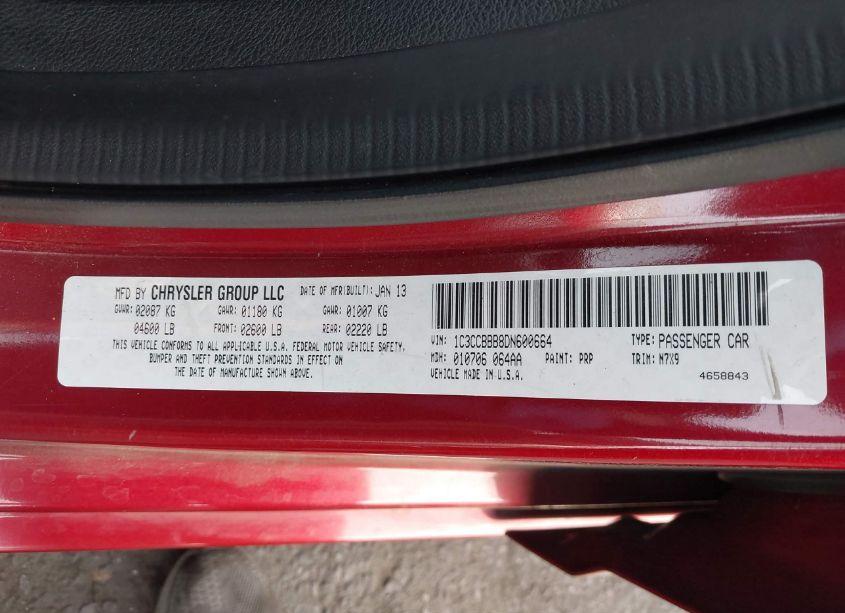 MFD BY CHRYSLER GROUP LLC DATE OF MFR(BUILT): JAN 13
GVWR: 02087 KG GAWR: 01180 KG GAWR: 01007 KG
04600 LB FRONT: 02600 LB REAR: 02220 LB
THIS VEHICLE CONFORMS TO ALL APPLICABLE U.S.A. FEDERAL MOTOR VEHICLE SAFETY,
BUMPER AND THEFT PREVENTION STANDARDS IN EFFECT ON
THE DATE OF MANUFACTURE SHOWN ABOVE.
VIN: 1C3CCBBB8DN600664 TYPE: PASSENGER CAR
MDH: 010706 064AA PAINT: PRP TRIM: N7X9
VEHICLE MADE IN U.S.A. 4658843